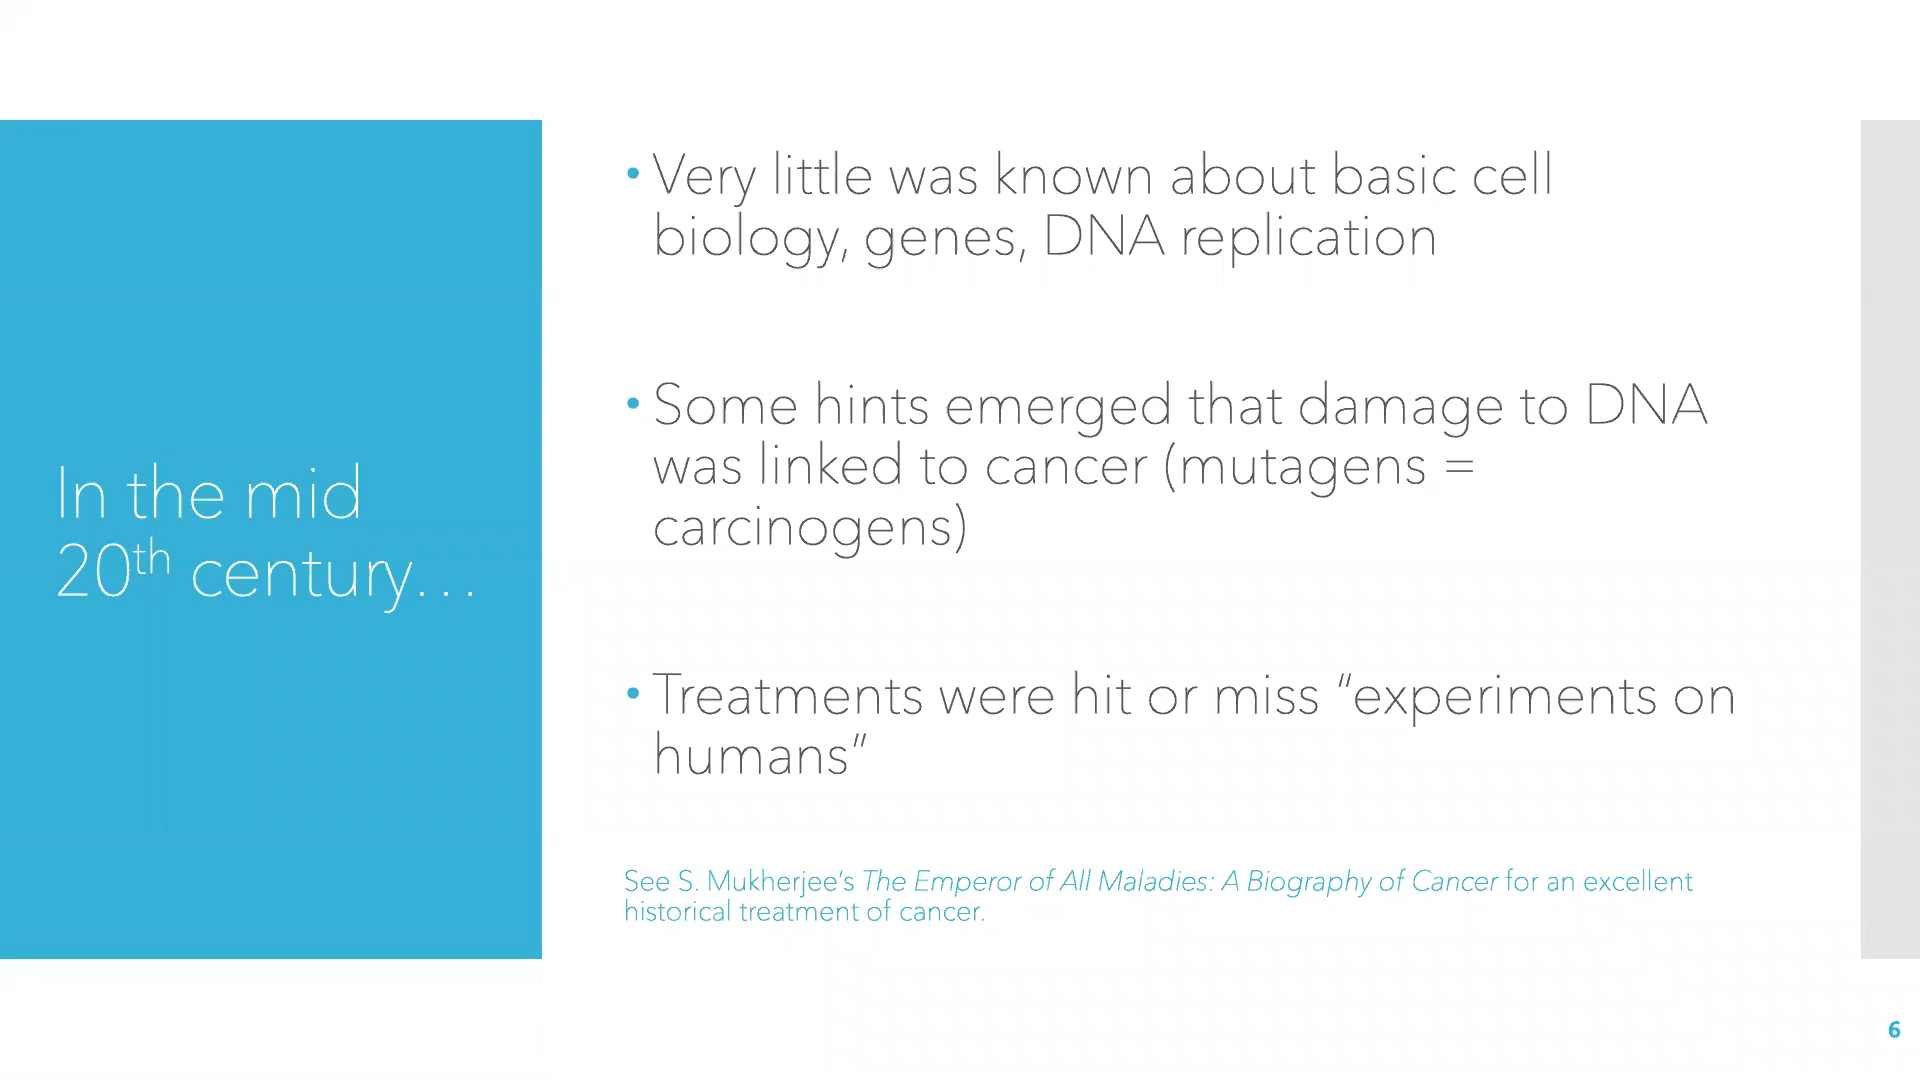 In the mid
20th century…
• Very little was known about basic cell
biology, genes, DNA replication
• Some hints emerged that damage to DNA
was linked to cancer (mutagens =
carcinogens)
• Treatments were hit or miss “experiments on
humans”
See S. Mukherjee’s The Emperor of All Maladies: A Biography of Cancer for an excellent
historical treatment of cancer.
6